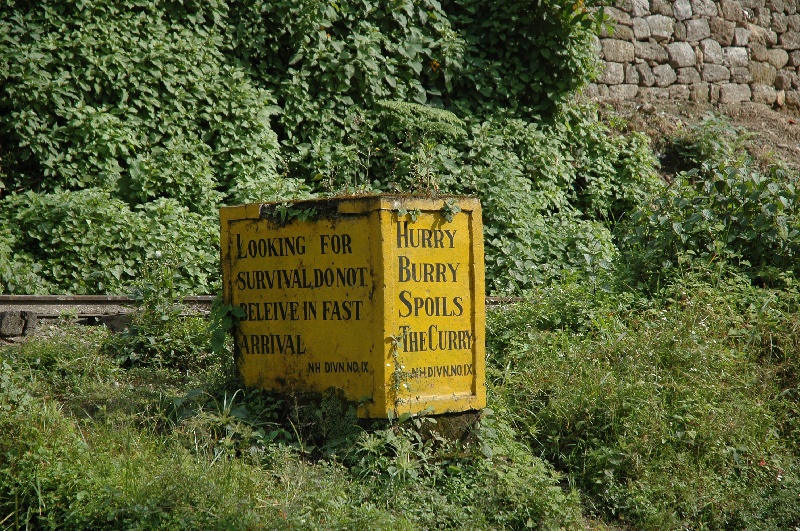 LOOKING FOR
SURVIVAL,DO NOT
BELEIVE IN FAST
ARRIVAL
NH DIVN.NO.IX
HURRY
BURRY
SPOILS
THE CURRY
NH DIVN.NO.IX